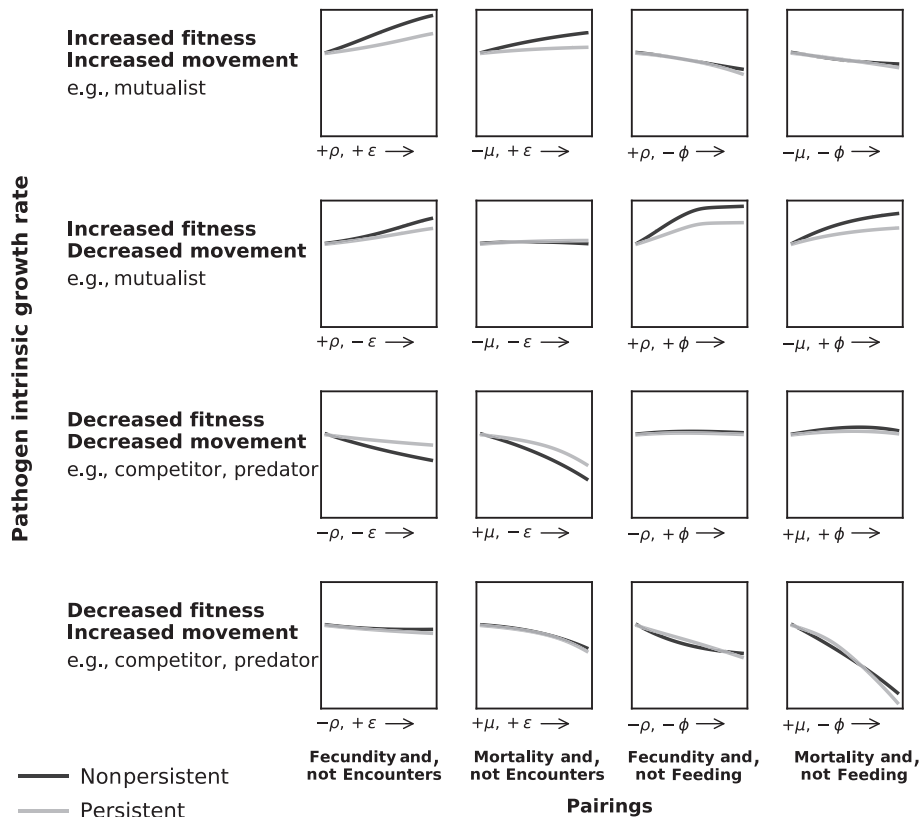 Pathogen intrinsic growth rate
Increased fitness
Increased movement
e.g., mutualist
+ρ, +ε →
−μ, +ε →
+ρ, −ϕ →
−μ, −ϕ →
Increased fitness
Decreased movement
e.g., mutualist
+ρ, −ε →
−μ, −ε →
+ρ, +ϕ →
−μ, +ϕ →
Decreased fitness
Decreased movement
e.g., competitor, predator
−ρ, −ε →
+μ, −ε →
−ρ, +ϕ →
+μ, +ϕ →
Decreased fitness
Increased movement
e.g., competitor, predator
−ρ, +ε →
+μ, +ε →
−ρ, −ϕ →
+μ, −ϕ →
Fecundity and,
not Encounters
Mortality and,
not Encounters
Fecundity and,
not Feeding
Mortality and,
not Feeding
Pairings
Nonpersistent
Persistent